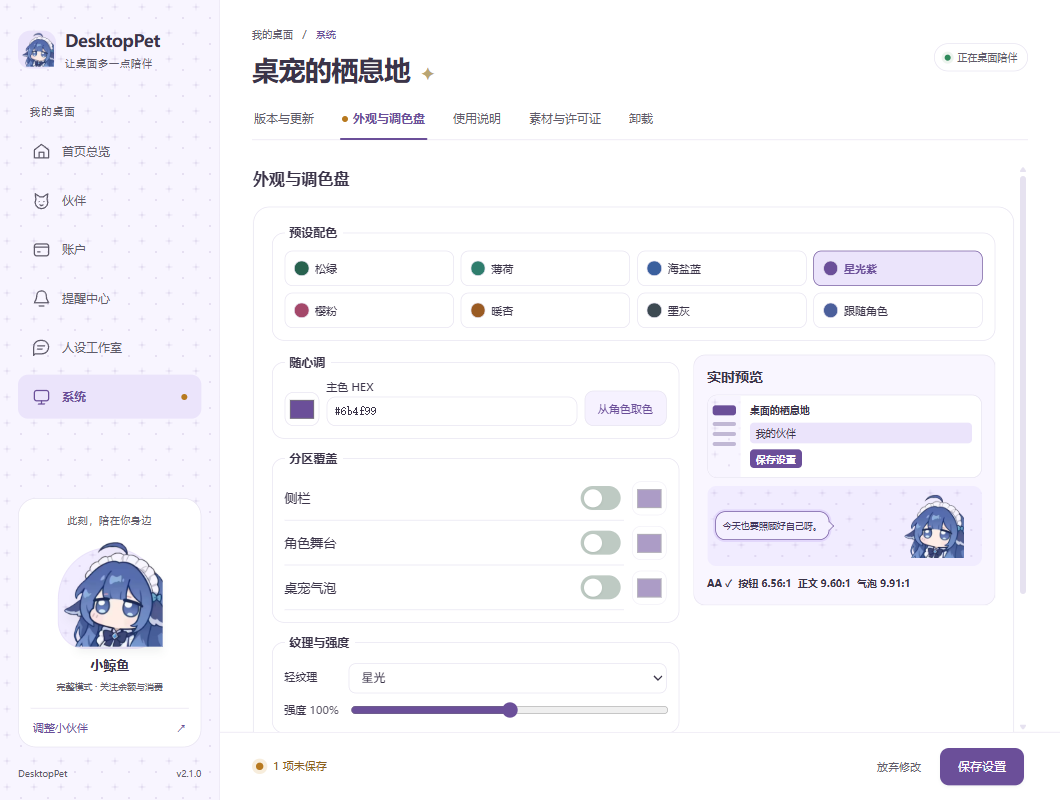 DesktopPet
让桌面多一点陪伴
我的桌面
首页总览
伙伴
账户
提醒中心
人设工作室
系统
此刻，陪在你身边
小鲸鱼
完整模式 · 关注余额与消费
调整小伙伴 ↗
DesktopPet v2.1.0
我的桌面 / 系统
桌宠的栖息地
正在桌面陪伴
版本与更新 外观与调色盘 使用说明 素材与许可证 卸载
外观与调色盘
预设配色
松绿 薄荷 海盐蓝 星光紫
樱粉 暖杏 墨灰 跟随角色
随心调
主色 HEX
#6b4f99
从角色取色
分区覆盖
侧栏
角色舞台
桌宠气泡
纹理与强度
轻纹理 星光
强度 100%
实时预览
桌面的栖息地
我的伙伴
保存设置
今天也要照顾好自己呀。
AA ✓ 按钮 6.56:1 正文 9.60:1 气泡 9.91:1
1 项未保存
放弃修改 保存设置